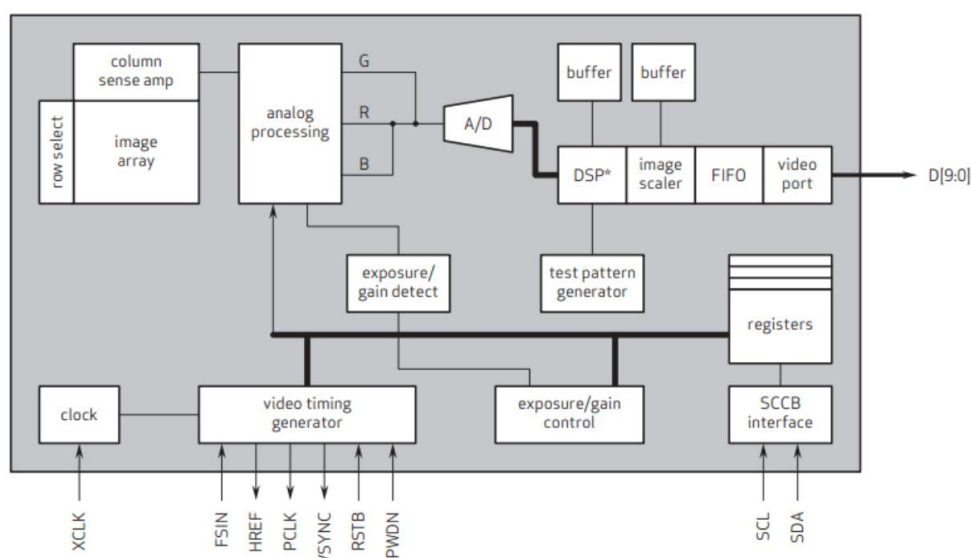 column
sense amp
row select
image
array
analog
processing
G
R
B
A/D
buffer
buffer
DSP*
image
scaler
FIFO
video
port
D[9:0]
exposure/
gain detect
test pattern
generator
registers
clock
video timing
generator
exposure/gain
control
SCCB
interface
XCLK
FSIN
HREF
PCLK
VSYNC
RSTB
PWDN
SCL
SDA